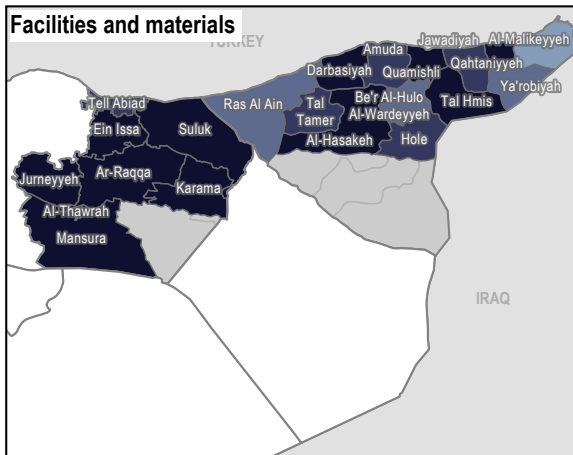 Facilities and materials
TURKEY
Jawadiyah
Al-Malikeyyeh
Amuda
Qahtaniyyeh
Darbasiyah
Quamishli
Ya'robiyah
Tell Abiad
Ras Al Ain
Tal
Tamer
Be'r Al-Hulo
Al-Wardeyyeh
Tal Hmis
Ein Issa
Suluk
Al-Hasakeh
Hole
Jurneyyeh
Ar-Raqqa
Karama
Al-Thawrah
Mansura
IRAQ